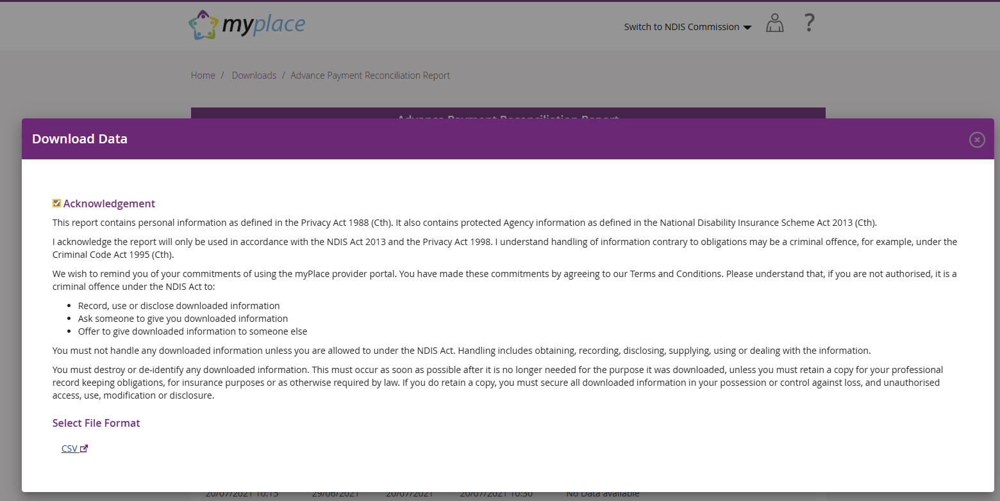 myplace
Switch to NDIS Commission
?
Home / Downloads / Advance Payment Reconciliation Report
Advance Payment Reconciliation Report
Download Data
Acknowledgement
This report contains personal information as defined in the Privacy Act 1988 (Cth). It also contains protected Agency information as defined in the National Disability Insurance Scheme Act 2013 (Cth).
I acknowledge the report will only be used in accordance with the NDIS Act 2013 and the Privacy Act 1998. I understand handling of information contrary to obligations may be a criminal offence, for example, under the
Criminal Code Act 1995 (Cth).
We wish to remind you of your commitments of using the myPlace provider portal. You have made these commitments by agreeing to our Terms and Conditions. Please understand that, if you are not authorised, it is a
criminal offence under the NDIS Act to:
• Record, use or disclose downloaded information
• Ask someone to give you downloaded information
• Offer to give downloaded information to someone else
You must not handle any downloaded information unless you are allowed to under the NDIS Act. Handling includes obtaining, recording, disclosing, supplying, using or dealing with the information.
You must destroy or de-identify any downloaded information. This must occur as soon as possible after it is no longer needed for the purpose it was downloaded, unless you must retain a copy for your professional
record keeping obligations, for insurance purposes or as otherwise required by law. If you do retain a copy, you must secure all downloaded information in your possession or control against loss, and unauthorised
access, use, modification or disclosure.
Select File Format
CSV
20/07/2021 10:15 29/06/2021 20/07/2021 20/07/2021 10:30 No Data available